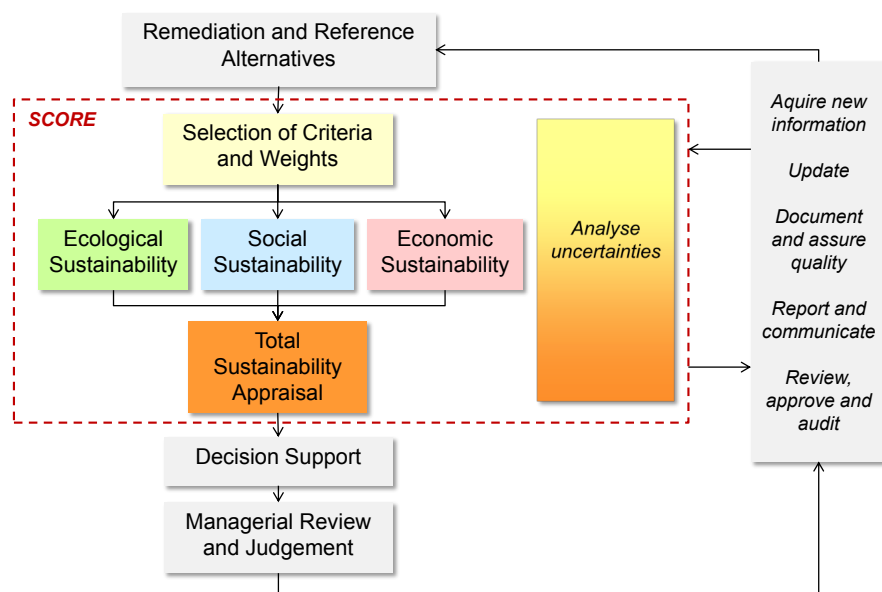 Remediation and Reference
Alternatives
SCORE
Selection of Criteria
and Weights
Ecological
Sustainability
Social
Sustainability
Economic
Sustainability
Total
Sustainability
Appraisal
Analyse
uncertainties
Decision Support
Managerial Review
and Judgement
Aquire new
information
Update
Document
and assure
quality
Report and
communicate
Review,
approve and
audit